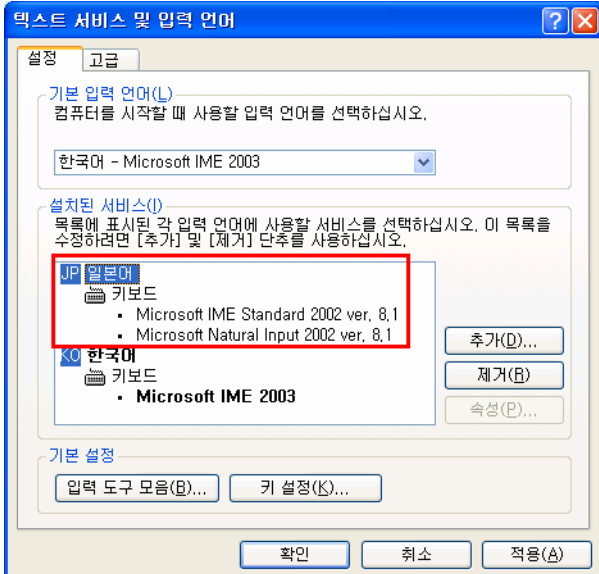 텍스트 서비스 및 입력 언어
설정
고급
기본 입력 언어(L)
컴퓨터를 시작할 때 사용할 입력 언어를 선택하십시오.
한국어 - Microsoft IME 2003
설치된 서비스(I)
목록에 표시된 각 입력 언어에 사용할 서비스를 선택하십시오. 이 목록을
수정하려면 [추가] 및 [제거] 단추를 사용하십시오.
JP 일본어
키보드
• Microsoft IME Standard 2002 ver. 8.1
• Microsoft Natural Input 2002 ver. 8.1
KO 한국어
키보드
• Microsoft IME 2003
추가(D)...
제거(R)
속성(P)...
기본 설정
입력 도구 모음(B)...
키 설정(K)...
확인
취소
적용(A)